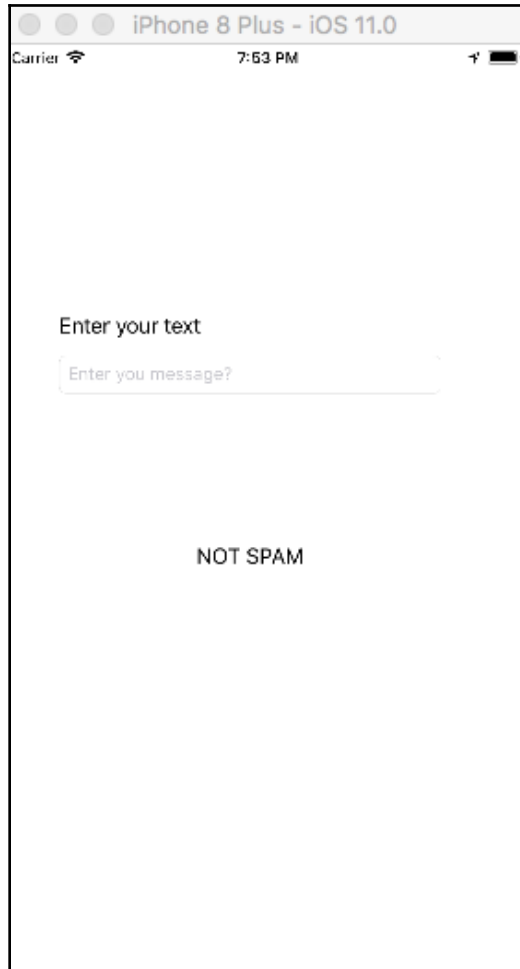 iPhone 8 Plus - iOS 11.0
Carrier 7:53 PM
Enter your text
Enter you message?
NOT SPAM